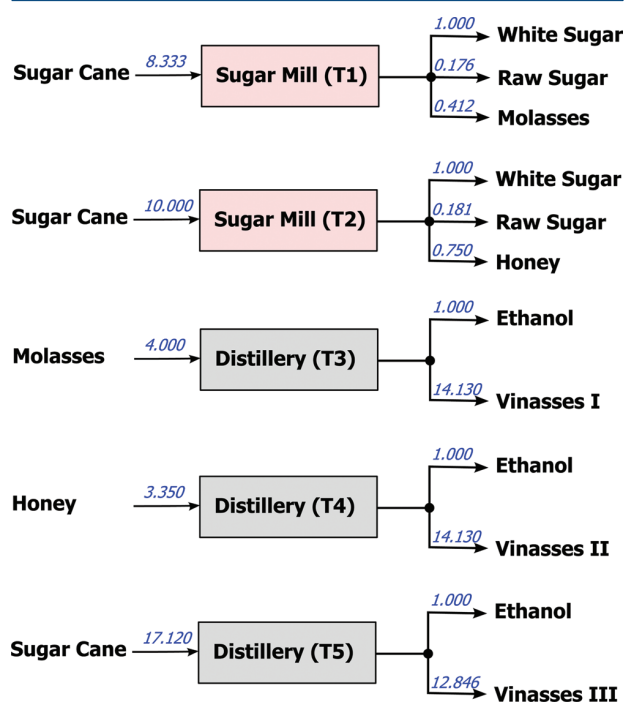 1.000
White Sugar
8.333
Sugar Cane
Sugar Mill (T1)
0.176
Raw Sugar
0.412
Molasses
1.000
White Sugar
10.000
Sugar Cane
Sugar Mill (T2)
0.181
Raw Sugar
0.750
Honey
1.000
Ethanol
4.000
Molasses
Distillery (T3)
14.130
Vinasses I
1.000
Ethanol
3.350
Honey
Distillery (T4)
14.130
Vinasses II
1.000
Ethanol
17.120
Sugar Cane
Distillery (T5)
12.846
Vinasses III